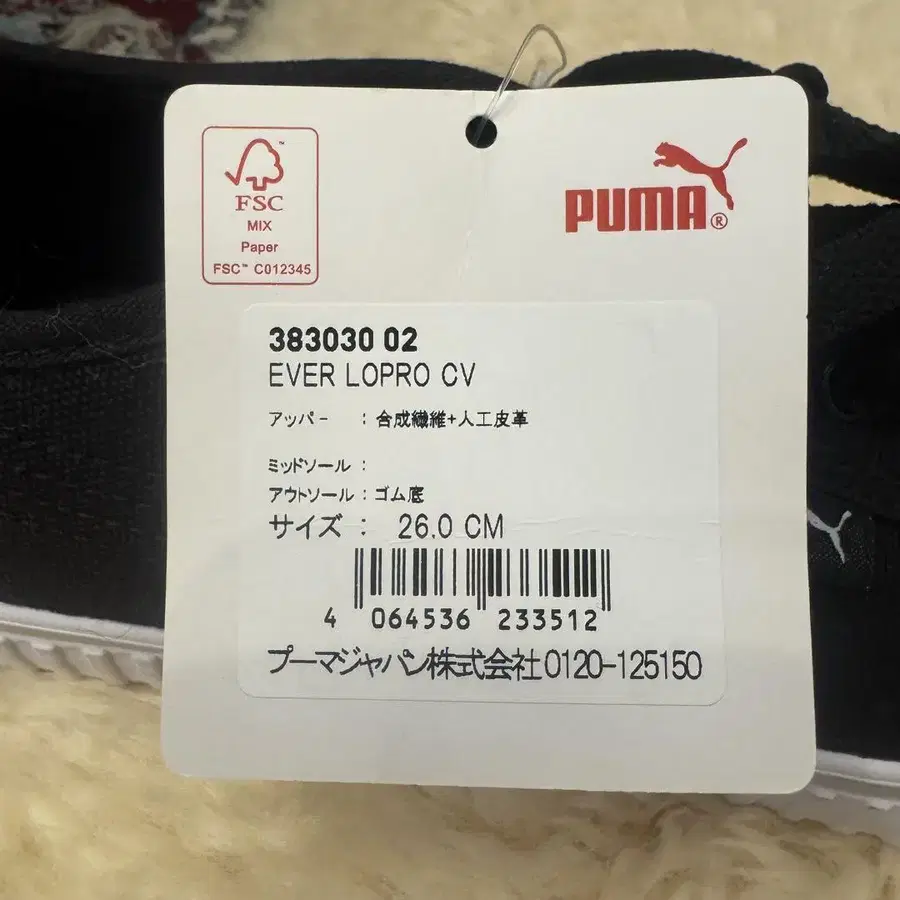 FSC™
MIX
Paper
FSC™ C012345
PUMA®
383030 02
EVER LOPRO CV
アッパー : 合成繊維+人工皮革
ミッドソール :
アウトソール : ゴム底
サイズ : 26.0 CM
4 064536 233512
プーマジャパン株式会社0120-125150